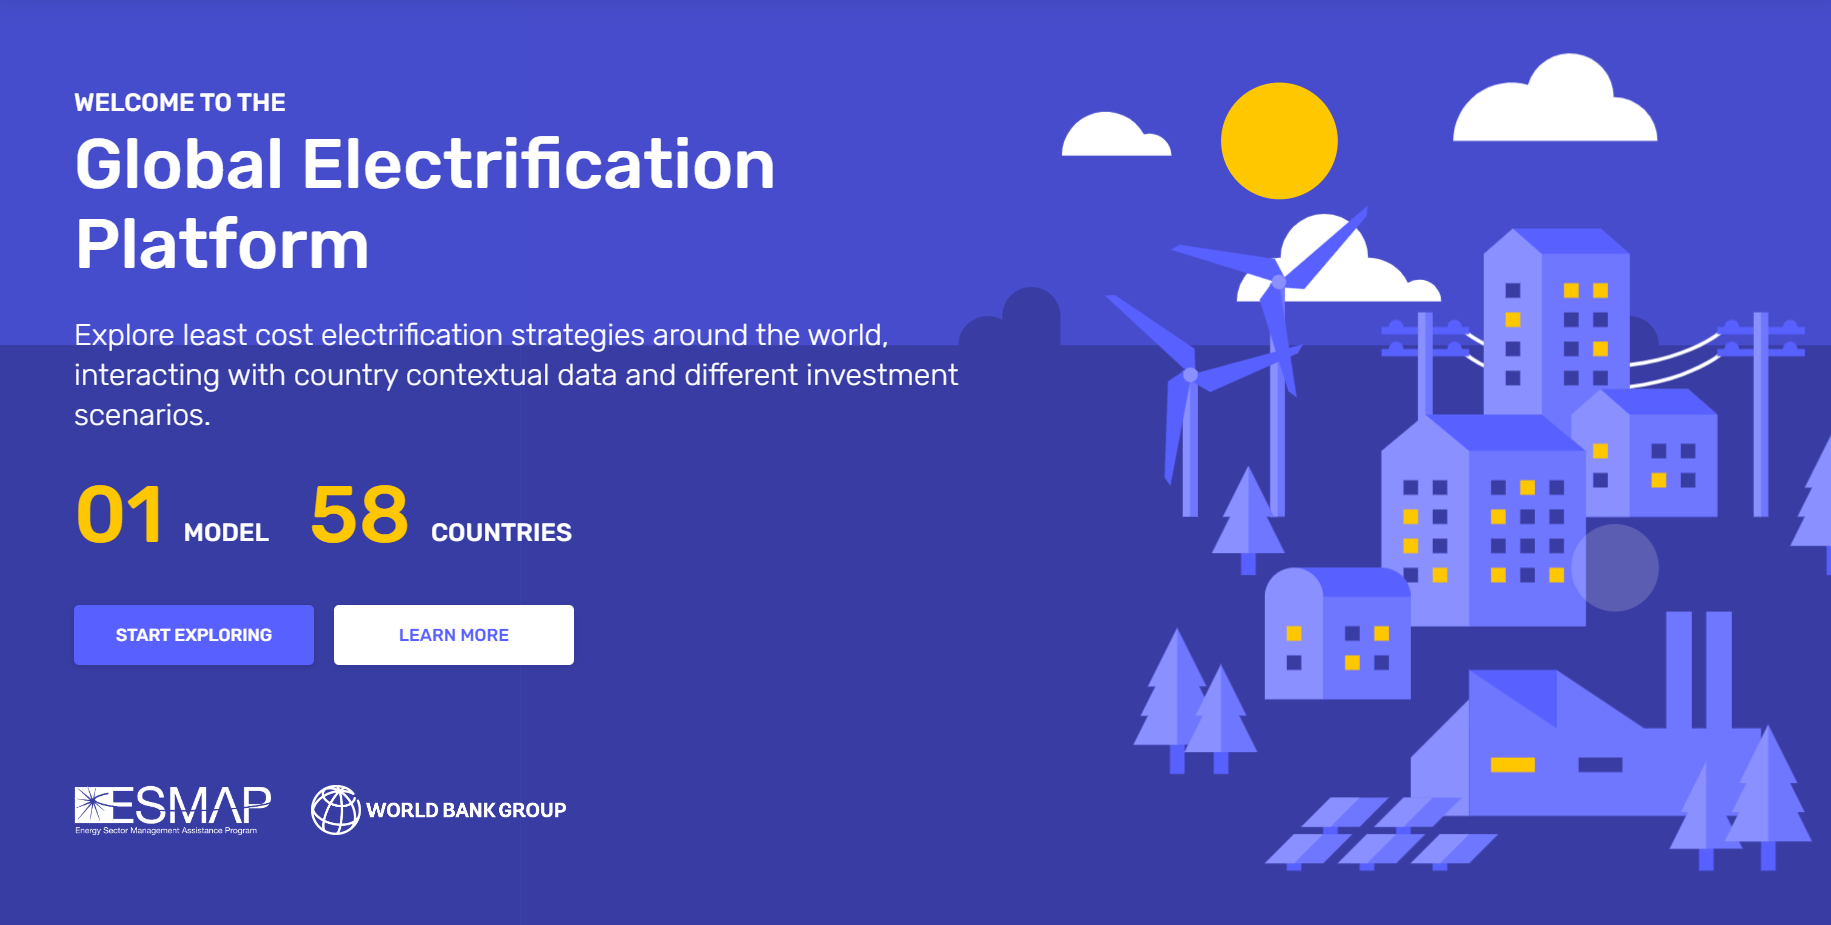 WELCOME TO THE
Global Electrification
Platform
Explore least cost electrification strategies around the world,
interacting with country contextual data and different investment
scenarios.
01 MODEL 58 COUNTRIES
START EXPLORING LEARN MORE
ESMAP
Energy Sector Management Assistance Program
WORLD BANK GROUP